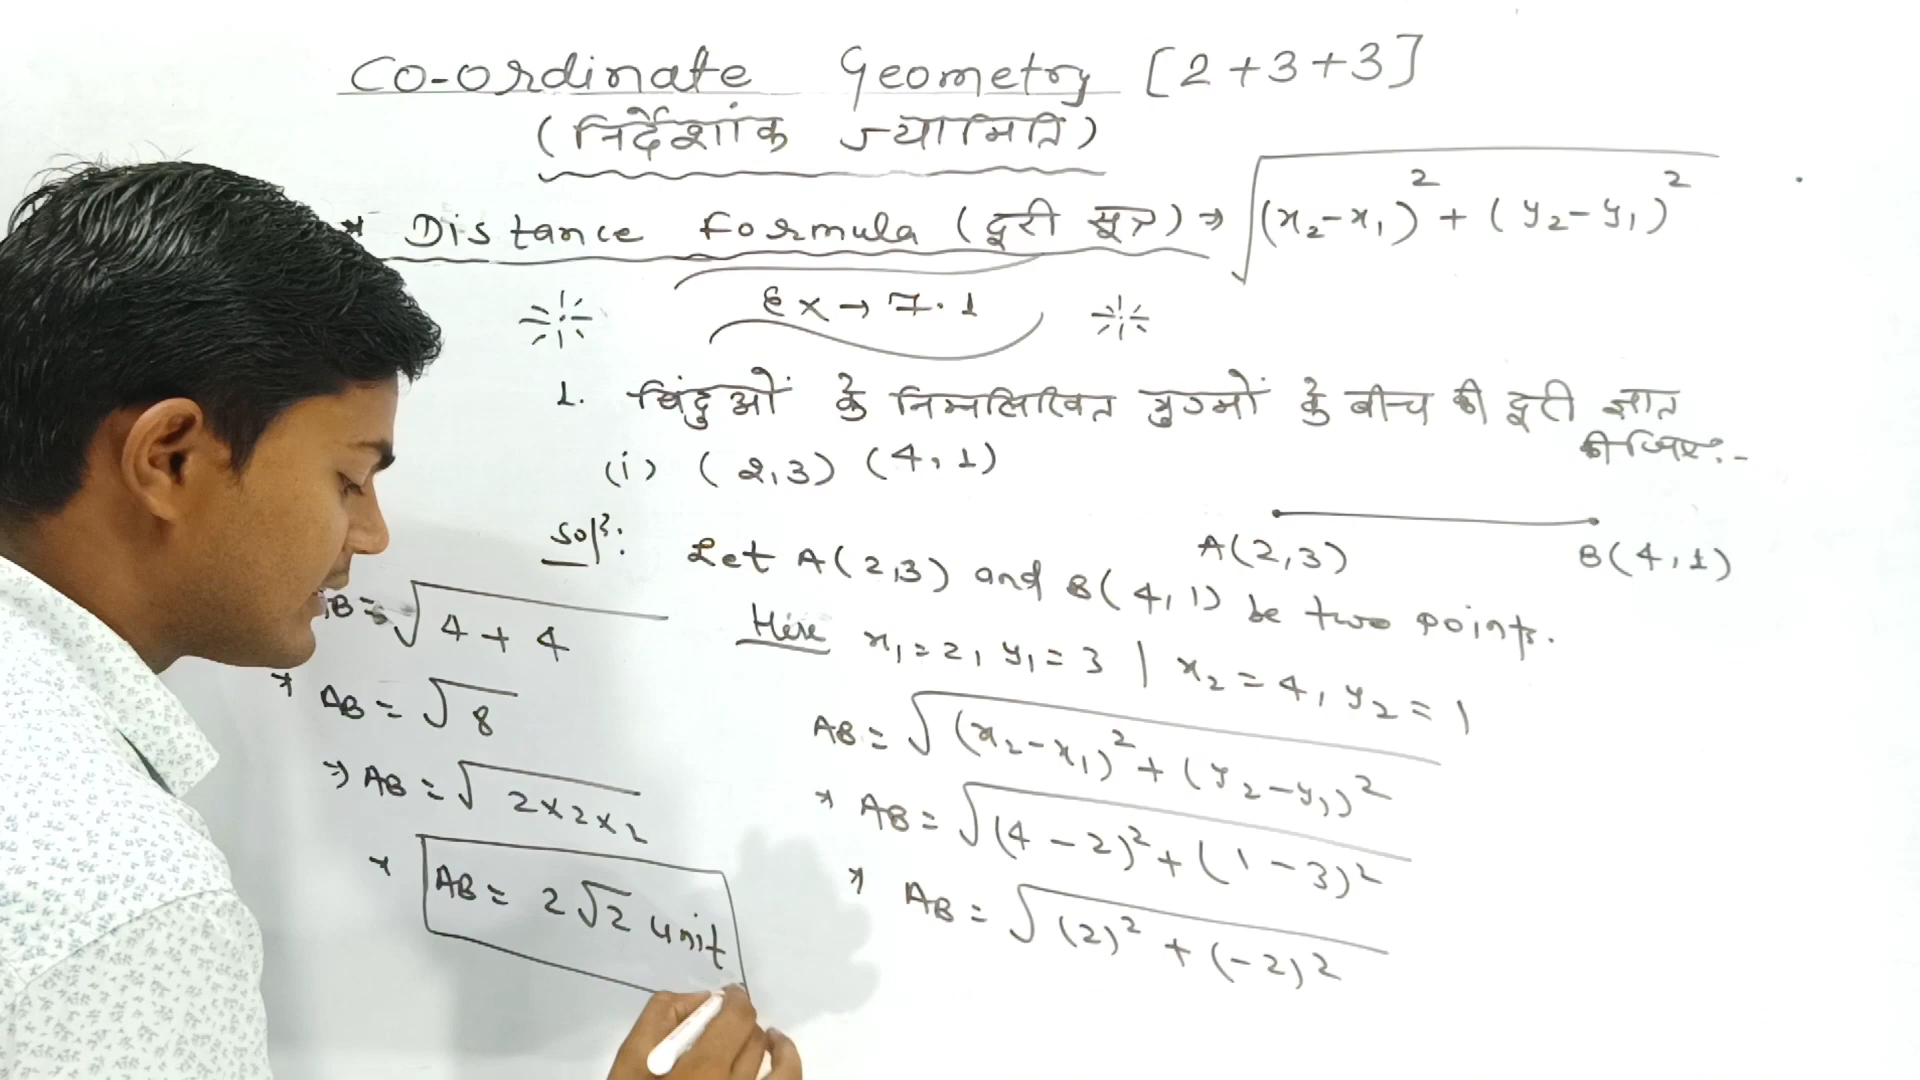 Co-ordinate Geometry [2+3+3]
(निर्देशांक ज्यामिति)
* Distance Formula (दूरी सूत्र) → √(x₂-x₁)² + (y₂-y₁)²
Ex → 7.1
1. बिंदुओं के निम्नलिखित युग्मों के बीच की दूरी ज्ञात
कीजिए:-
(i) (2,3) (4,1)
A(2,3) B(4,1)
Solⁿ: Let A(2,3) and B(4,1) be two points.
Here x₁=2, y₁=3 | x₂=4, y₂=1
AB = √(x₂-x₁)² + (y₂-y₁)²
⇒ AB = √(4-2)² + (1-3)²
⇒ AB = √(2)² + (-2)²
AB = √4+4
⇒ AB = √8
⇒ AB = √2×2×2
⇒ AB = 2√2 unit